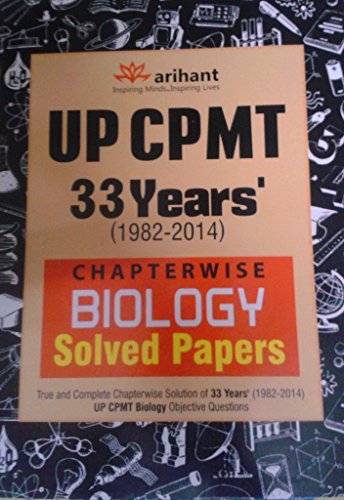 arihant
Inspiring Minds, Inspiring Lives
UP CPMT
33 Years'
(1982-2014)
CHAPTERWISE
BIOLOGY
Solved Papers
True and Complete Chapterwise Solution of 33 Years' (1982-2014)
UP CPMT Biology Objective Questions